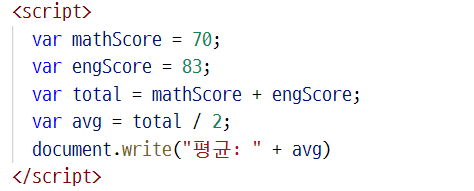 <script>
var mathScore = 70;
var engScore = 83;
var total = mathScore + engScore;
var avg = total / 2;
document.write("평균: " + avg)
</script>